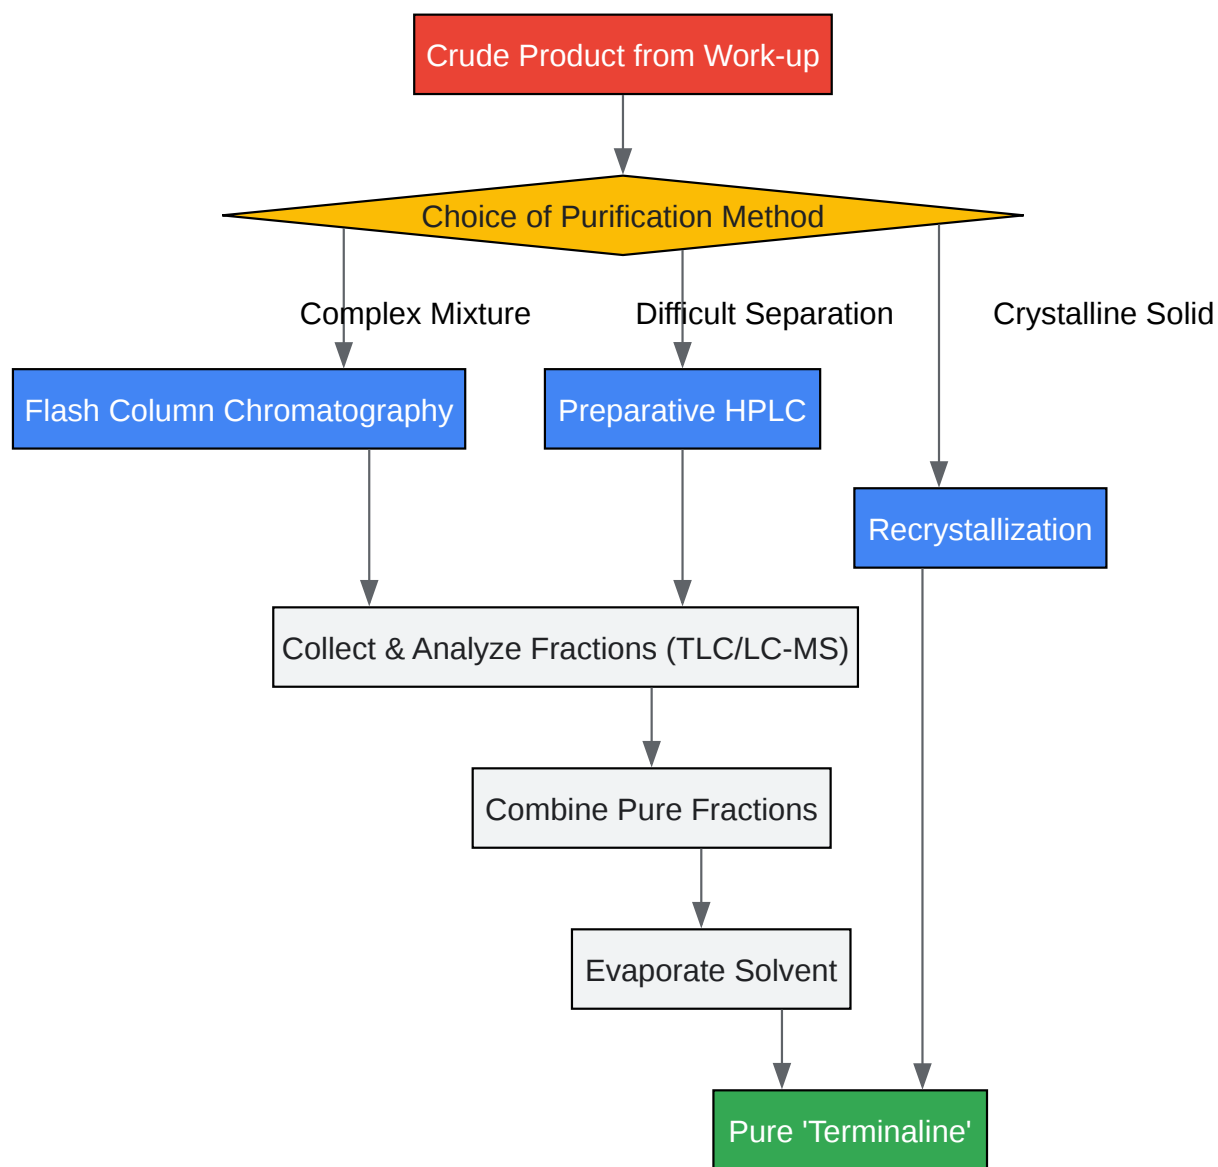 Crude Product from Work-up
Choice of Purification Method
Complex Mixture
Difficult Separation
Crystalline Solid
Flash Column Chromatography
Preparative HPLC
Recrystallization
Collect & Analyze Fractions (TLC/LC-MS)
Combine Pure Fractions
Evaporate Solvent
Pure 'Terminaline'